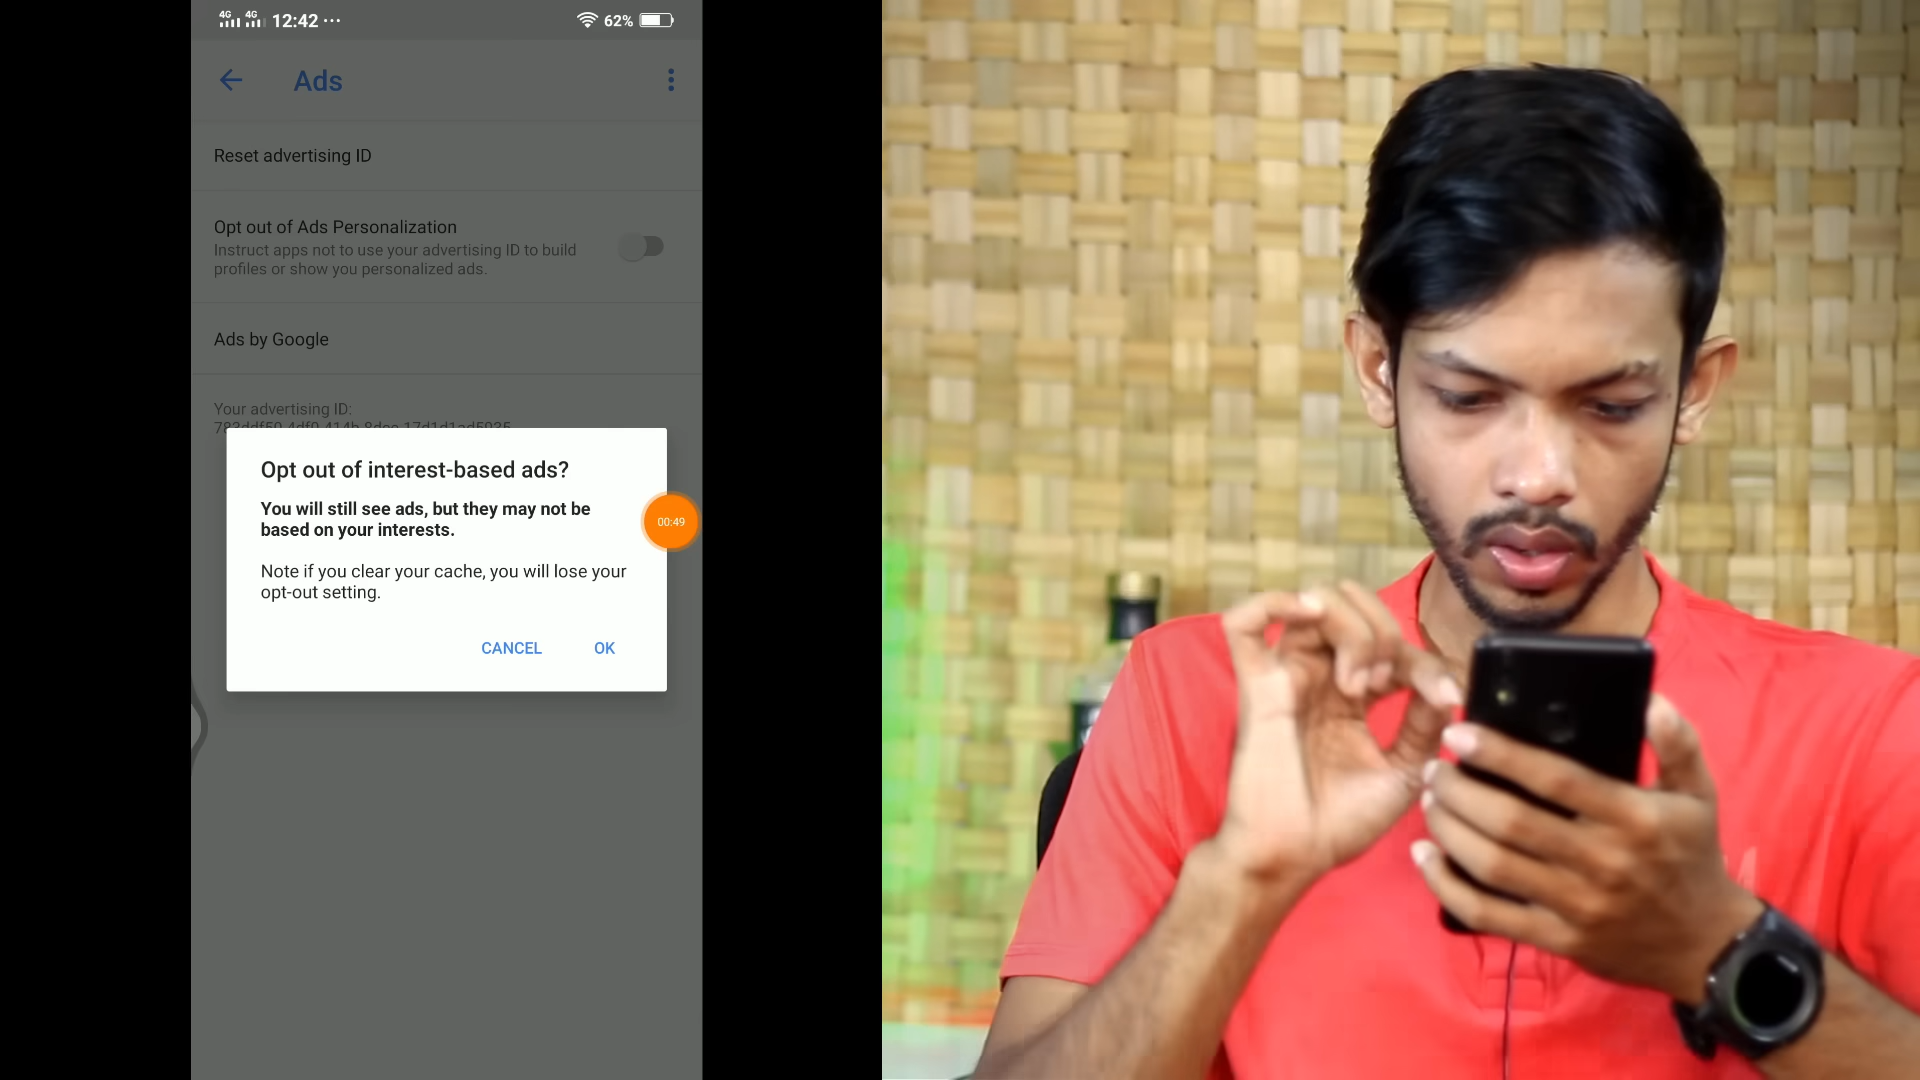 4G 4G 12:42 ... 62%
Ads
Reset advertising ID
Opt out of Ads Personalization
Instruct apps not to use your advertising ID to build
profiles or show you personalized ads.
Ads by Google
Your advertising ID:
Opt out of interest-based ads?
You will still see ads, but they may not be
based on your interests.
00:49
Note if you clear your cache, you will lose your
opt-out setting.
CANCEL OK